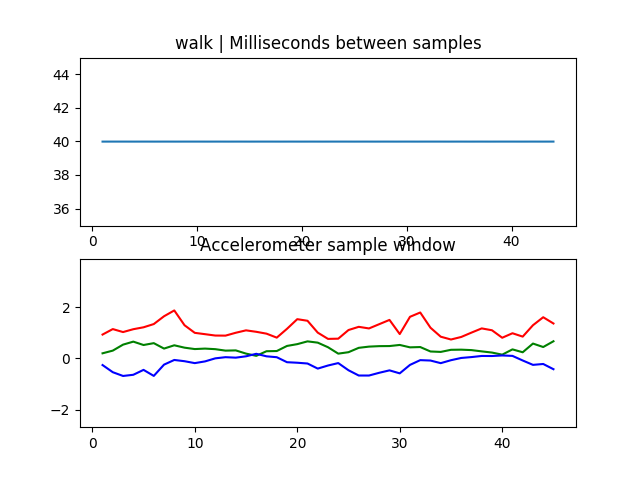 walk | Milliseconds between samples
44
42
40
38
36
0 10 20 30 40
Accelerometer sample window
2
0
−2
0 10 20 30 40